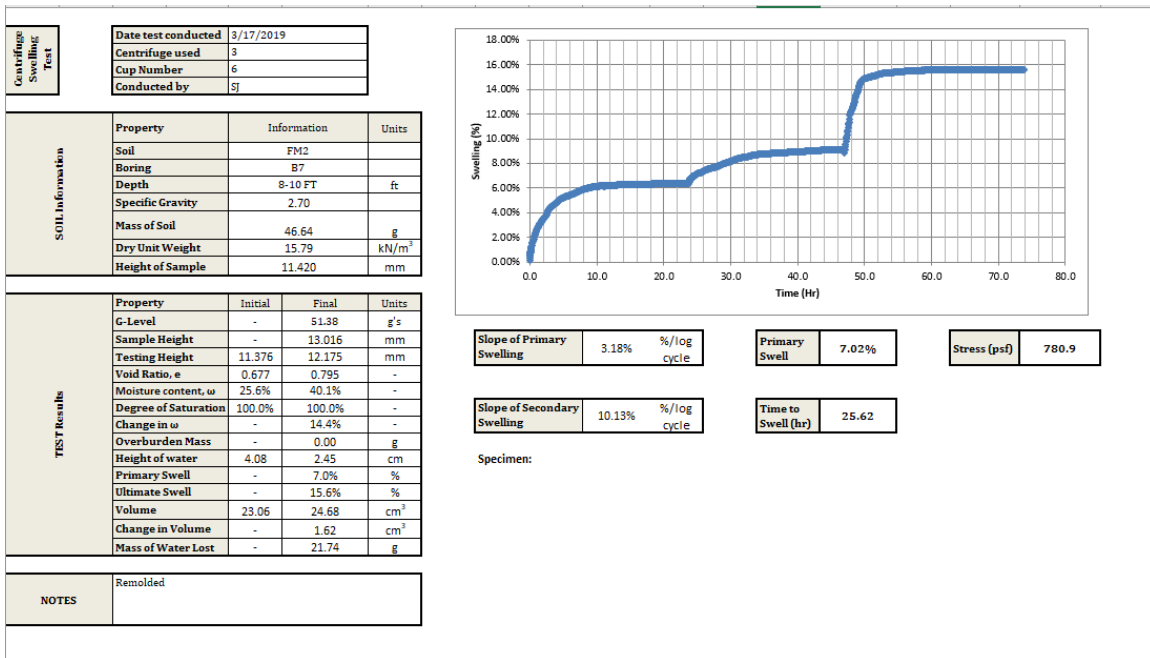 Centrifuge
Swelling
Test
Date test conducted 3/17/2019
Centrifuge used 3
Cup Number 6
Conducted by SJ
SOIL Information
Property Information Units
Soil FM2
Boring B7
Depth 8-10 FT ft
Specific Gravity 2.70
Mass of Soil 46.64 g
Dry Unit Weight 15.79 kN/m³
Height of Sample 11.420 mm
TEST Results
Property Initial Final Units
G-Level - 51.38 g's
Sample Height - 13.016 mm
Testing Height 11.376 12.175 mm
Void Ratio, e 0.677 0.795 -
Moisture content, ω 25.6% 40.1% -
Degree of Saturation 100.0% 100.0% -
Change in ω - 14.4% -
Overburden Mass - 0.00 g
Height of water 4.08 2.45 cm
Primary Swell - 7.0% %
Ultimate Swell - 15.6% %
Volume 23.06 24.68 cm³
Change in Volume - 1.62 cm³
Mass of Water Lost - 21.74 g
NOTES
Remolded
Swelling (%)
18.00%
16.00%
14.00%
12.00%
10.00%
8.00%
6.00%
4.00%
2.00%
0.00%
0.0 10.0 20.0 30.0 40.0 50.0 60.0 70.0 80.0
Time (Hr)
Slope of Primary
Swelling
3.18%
%/log
cycle
Primary
Swell
7.02%
Stress (psf) 780.9
Slope of Secondary
Swelling
10.13%
%/log
cycle
Time to
Swell (hr)
25.62
Specimen: